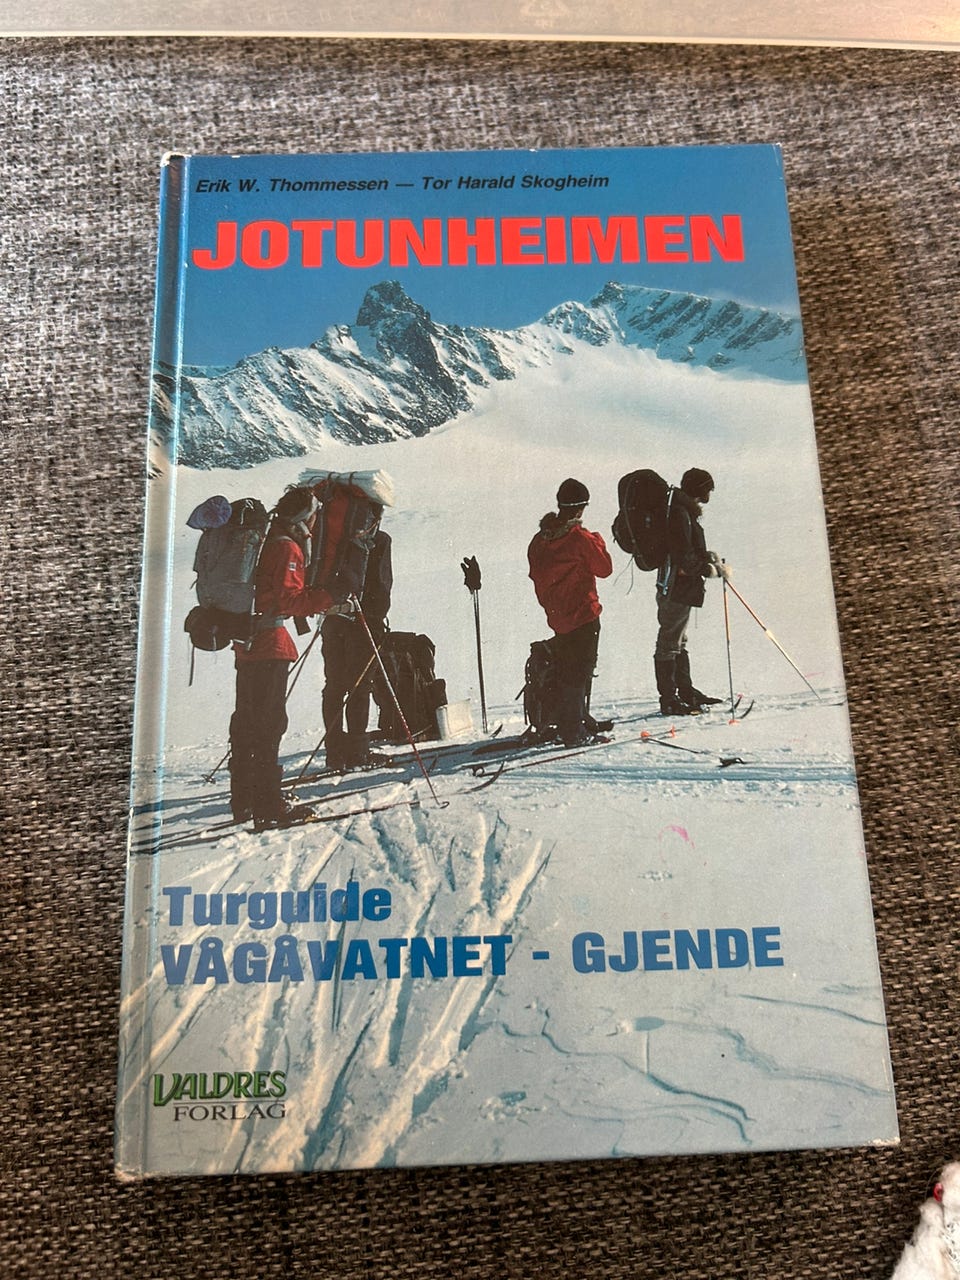 Erik W. Thommessen — Tor Harald Skogheim
JOTUNHEIMEN
Turguide
VÅGÅVATNET - GJENDE
VALDRES
FORLAG